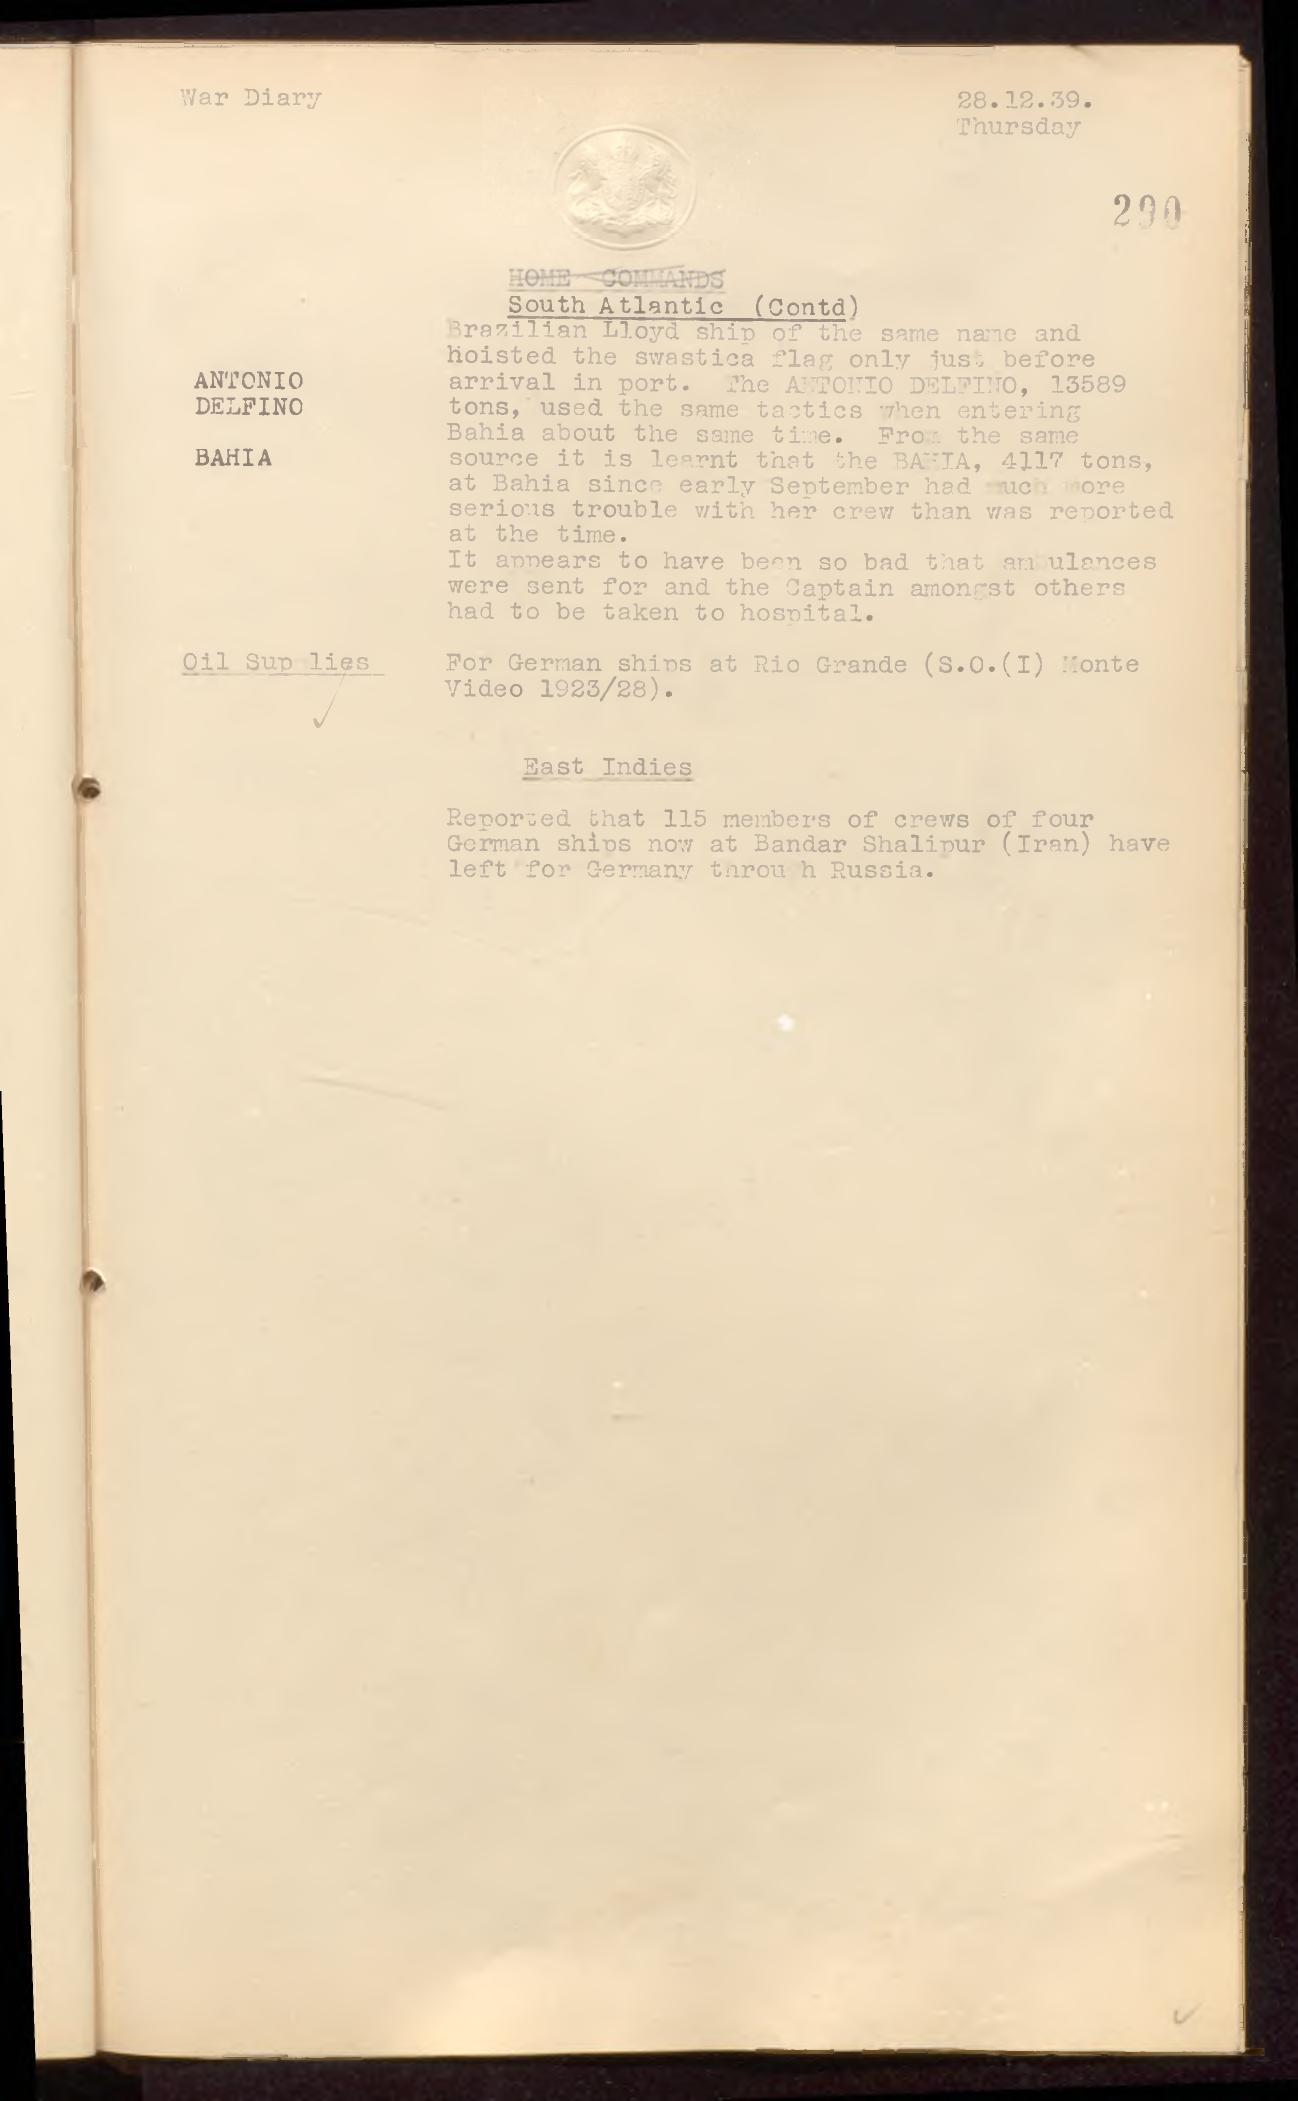 War Diary
28.12.39.
Thursday
290
HOME COMMANDS
South Atlantic (Contd)
Brazilian Lloyd ship of the same name and
hoisted the swastica flag only just before
ANTONIO
arrival in port. The ANTONIO DELFINO, 13589
DELFINO
tons, used the same tactics when entering
Bahia about the same time. From the same
BAHIA
source it is learnt that the BAHIA, 4117 tons,
at Bahia since early September had much more
serious trouble with her crew than was reported
at the time.
It appears to have been so bad that ambulances
were sent for and the Captain amongst others
had to be taken to hospital.
Oil Sup lies
For German ships at Rio Grande (S.O.(I) Monte
Video 1923/28).
East Indies
Reported that 115 members of crews of four
German ships now at Bandar Shalipur (Iran) have
left for Germany throu h Russia.